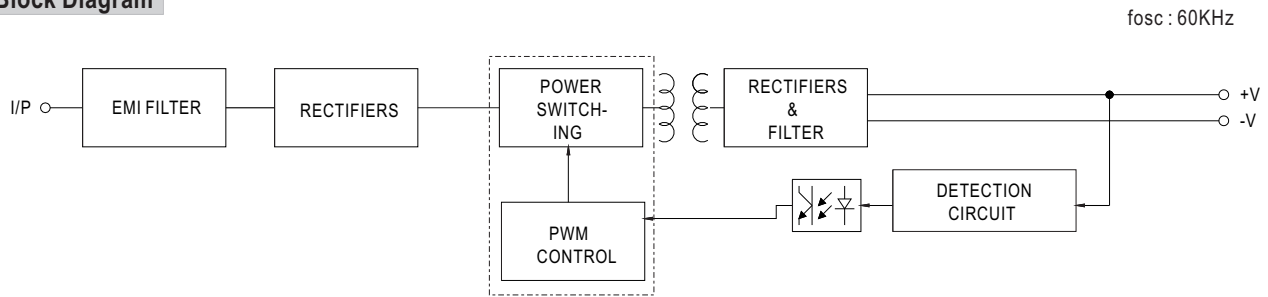 Block Diagram
fosc : 60KHz
I/P
EMI FILTER
RECTIFIERS
POWER
SWITCH-
ING
RECTIFIERS
&
FILTER
+V
-V
DETECTION
CIRCUIT
PWM
CONTROL